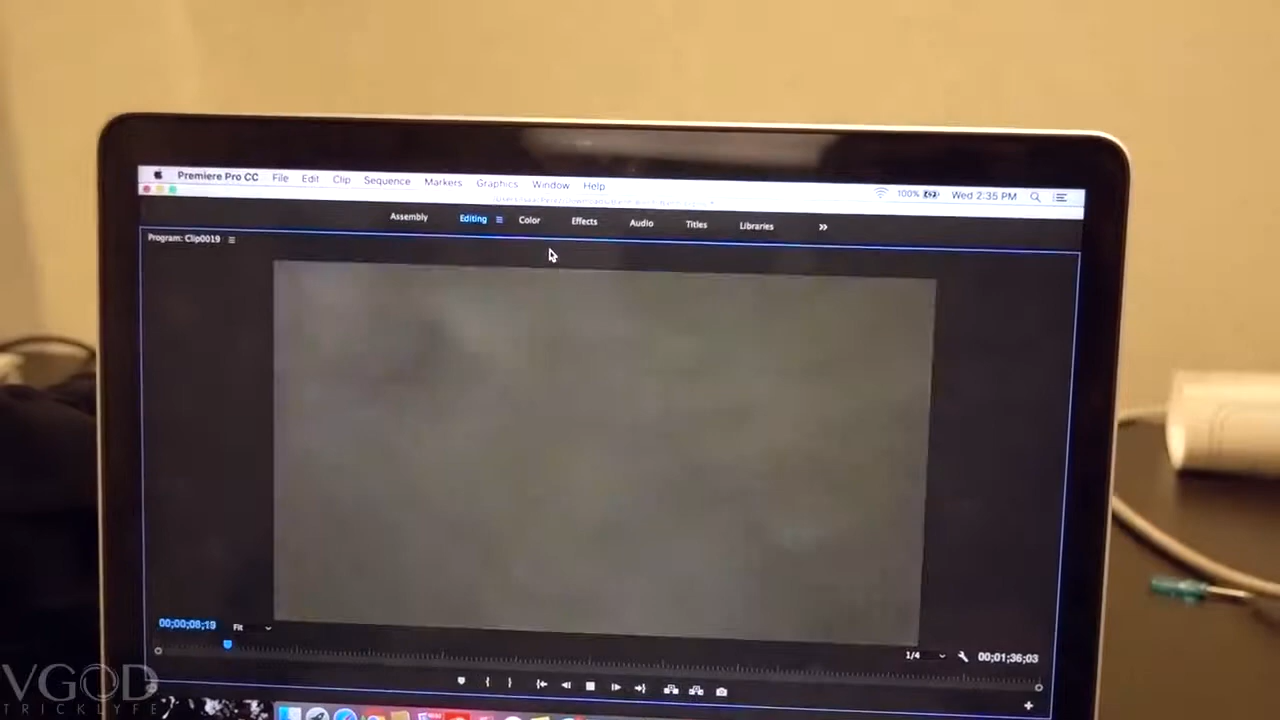 Premiere Pro CC File Edit Clip Sequence Markers Graphics Window Help 100% Wed 2:35 PM
Assembly Editing Color Effects Audio Titles Libraries
Program: Clip0019
00;00;08;19 Fit 1/4 00;01;36;03
VGOD
TRICKLYFE